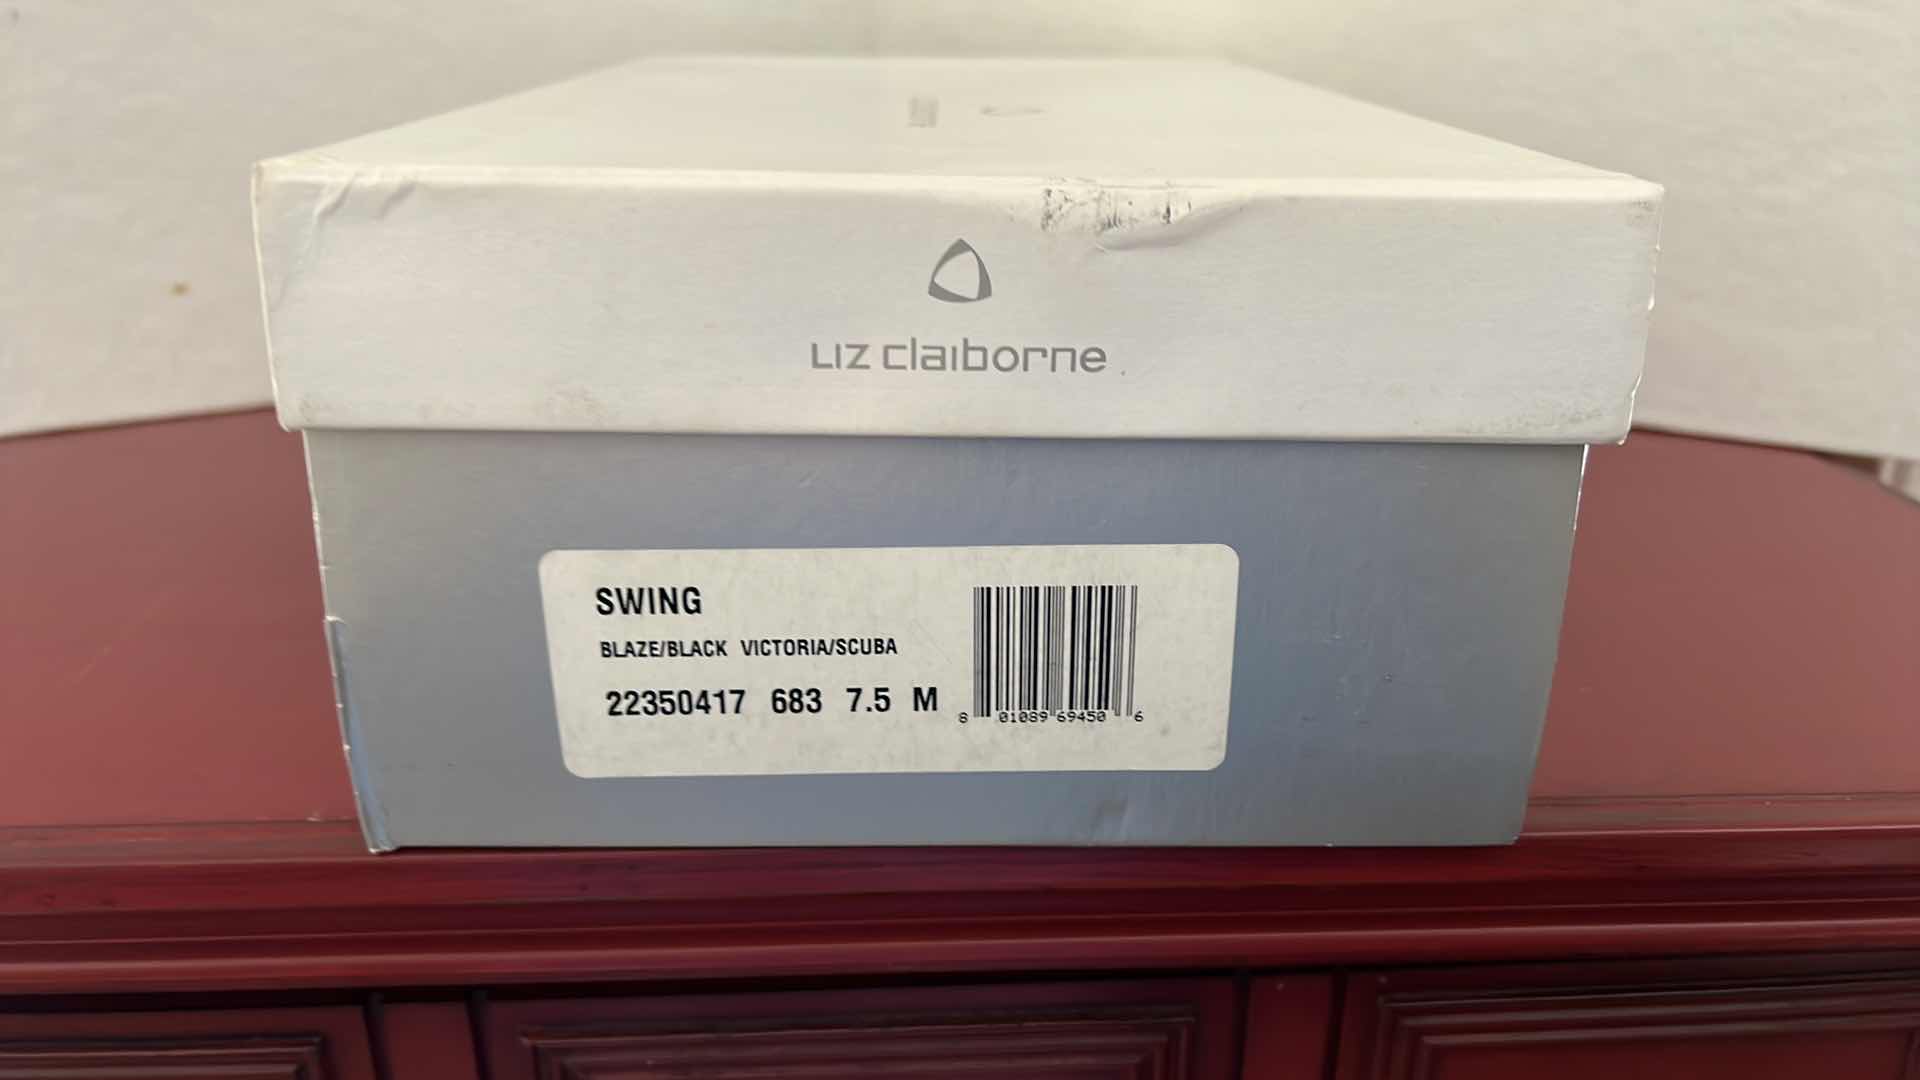 LIZ claiborne
SWING
BLAZE/BLACK VICTORIA/SCUBA
22350417 683 7.5 M
8 01089 69450 6